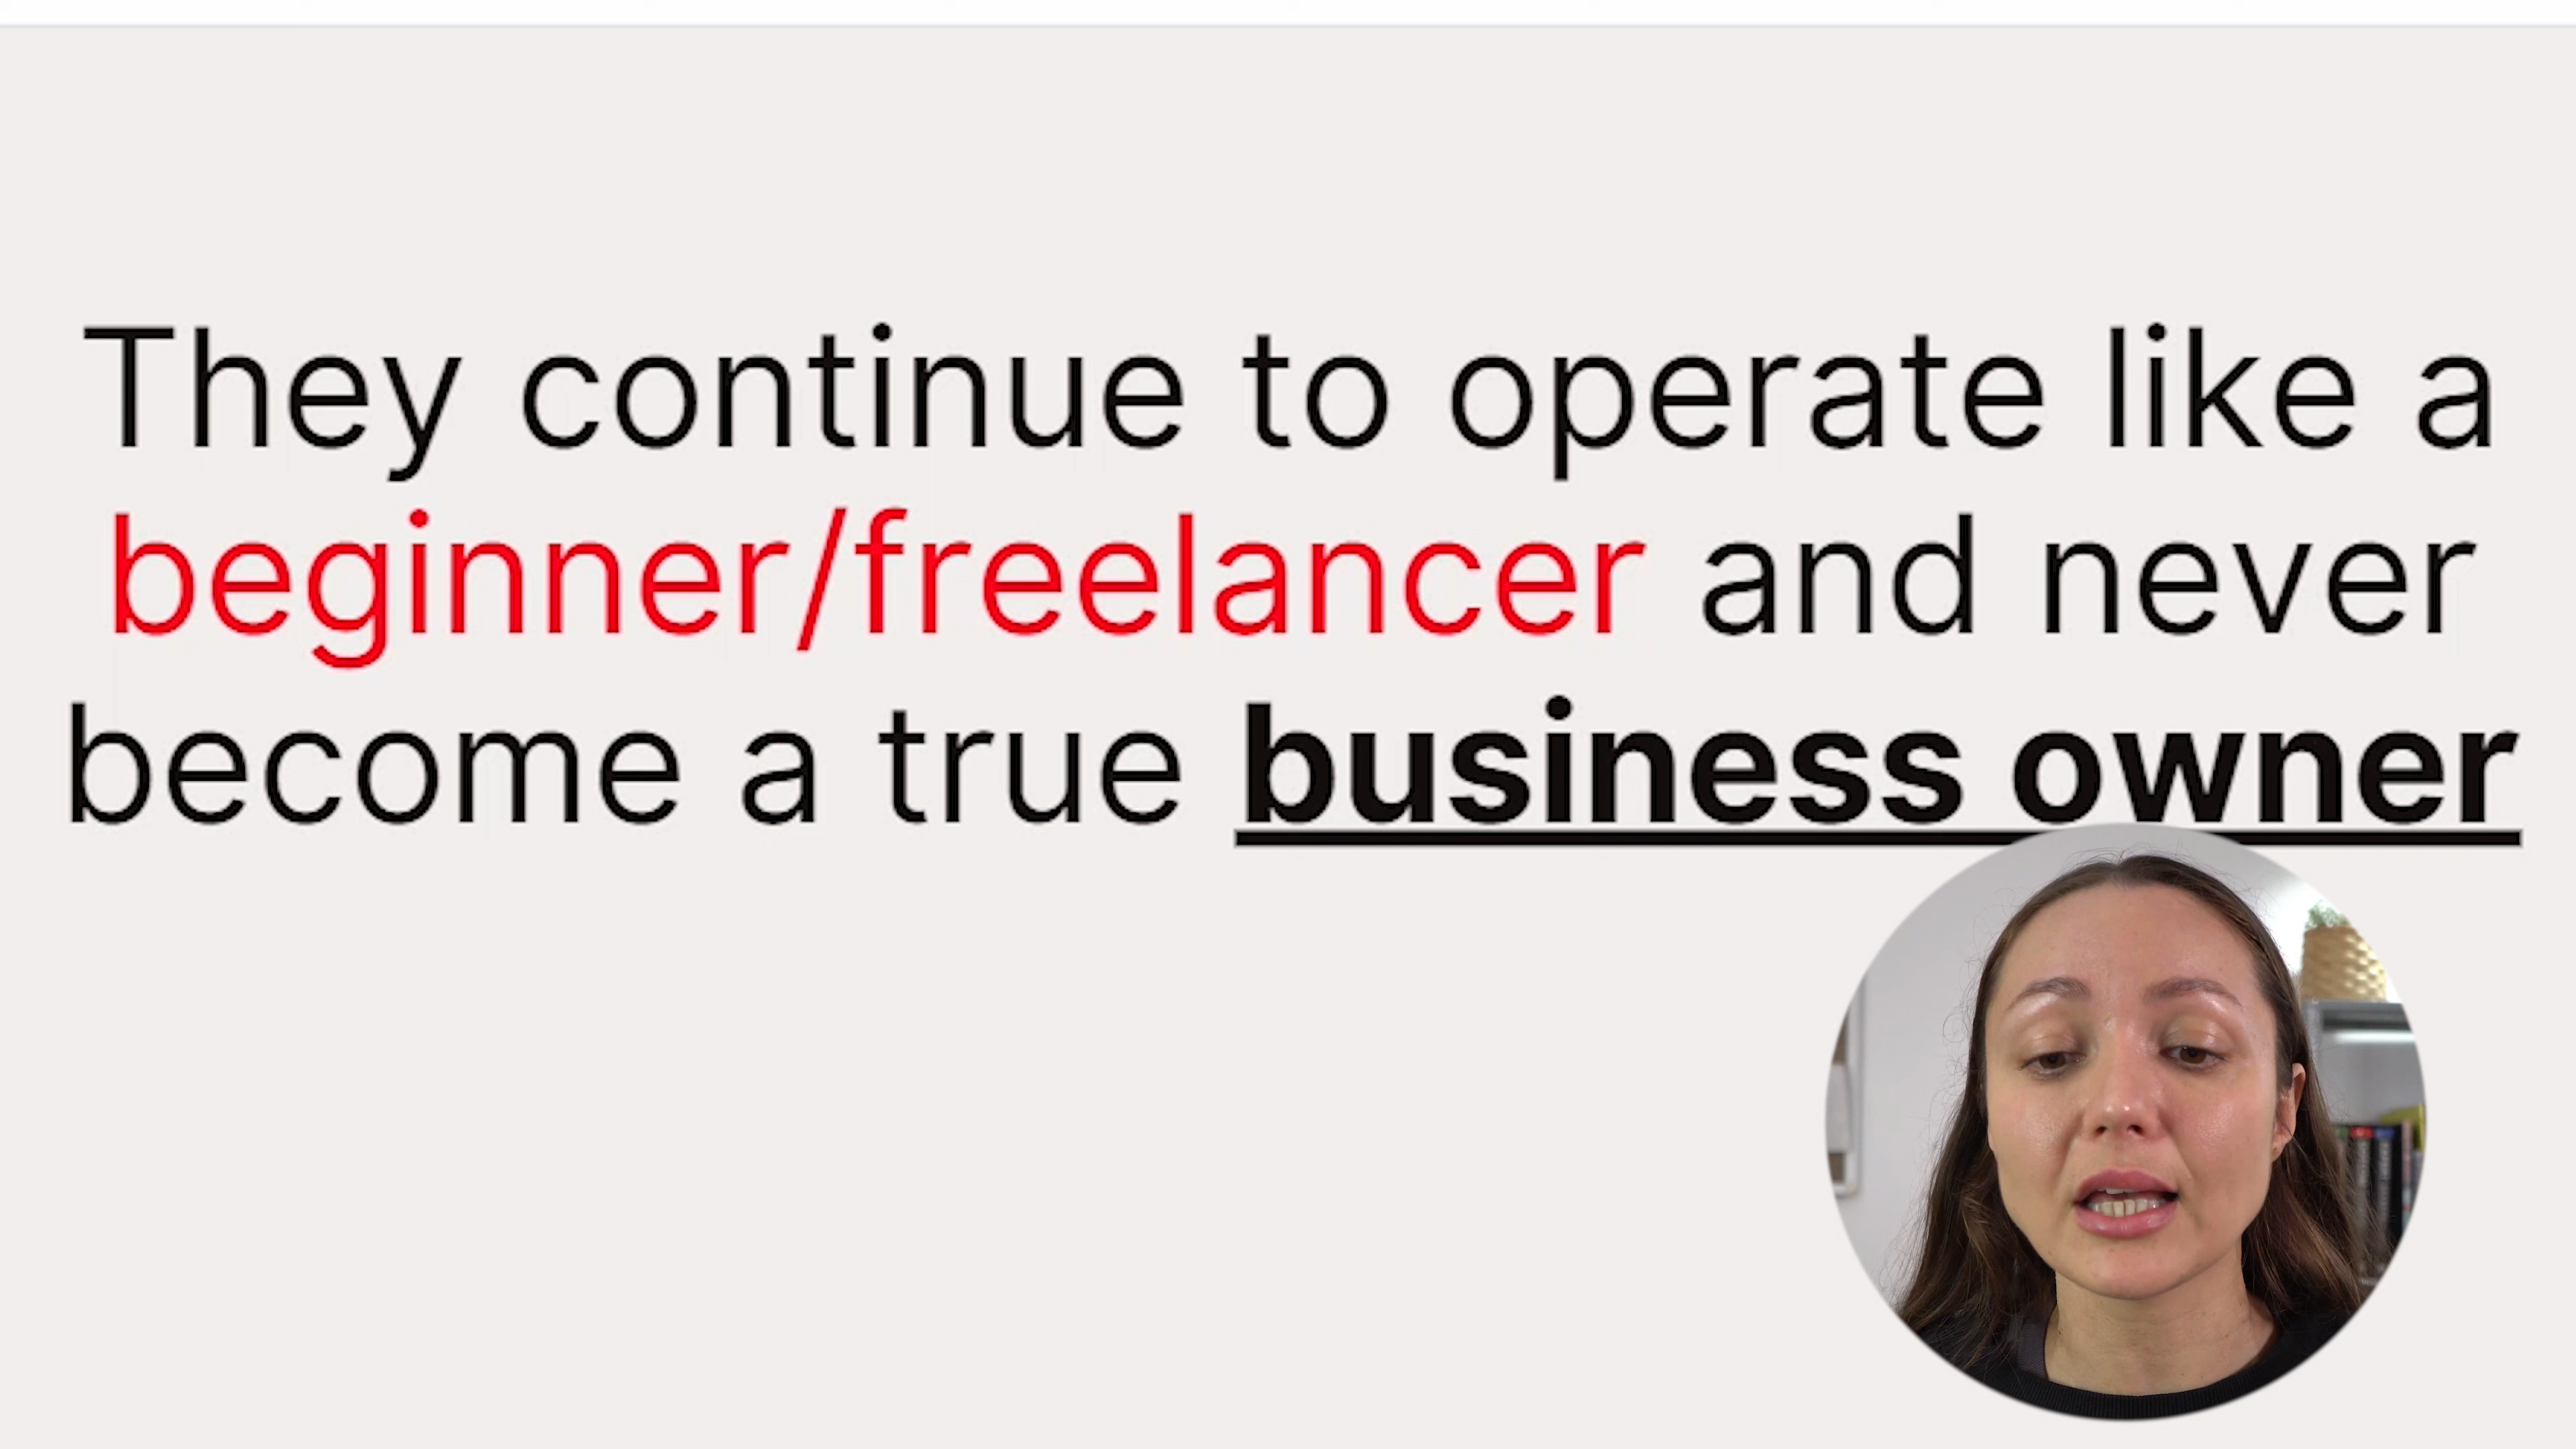 They continue to operate like a
beginner/freelancer and never
become a true business owner